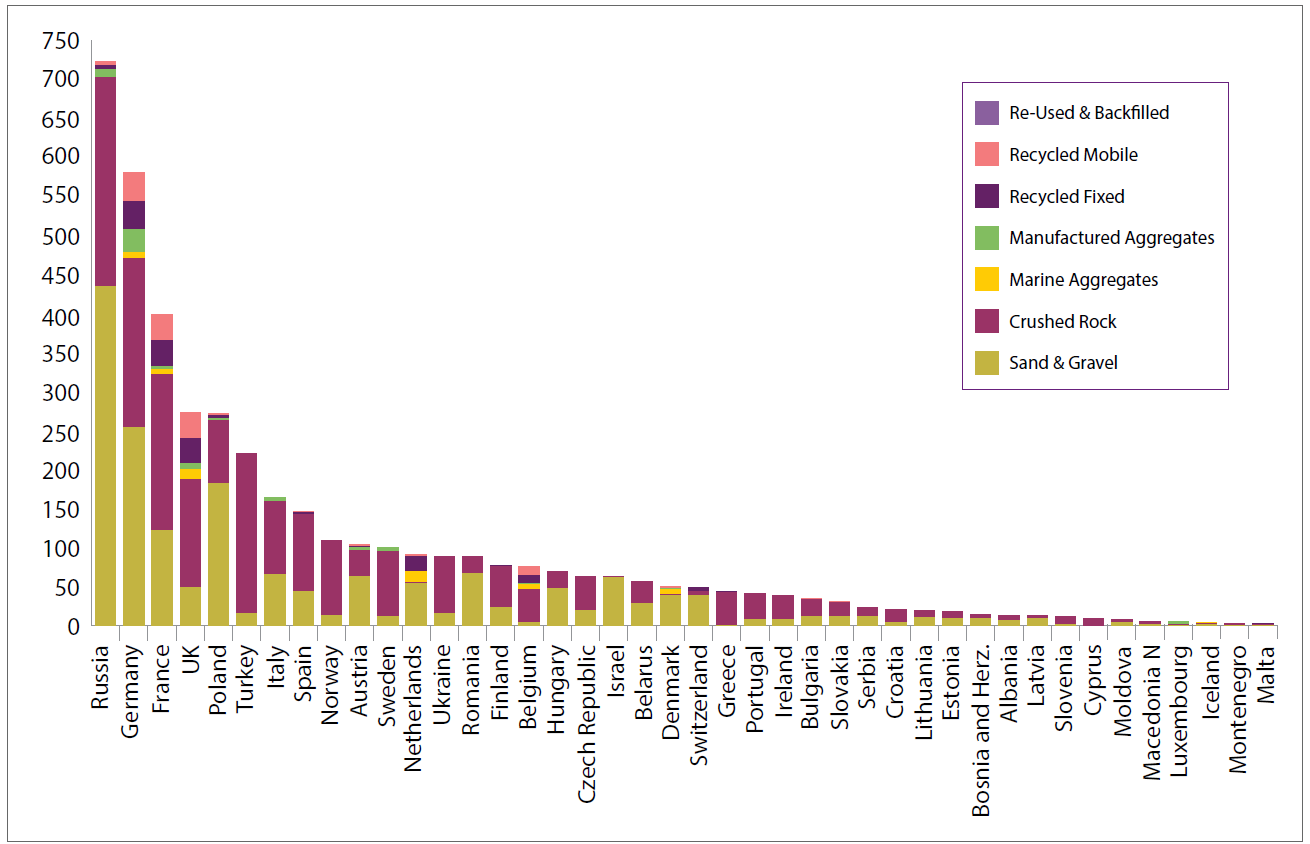 750
700
650
600
550
500
450
400
350
300
250
200
150
100
50
0
Re-Used & Backfilled
Recycled Mobile
Recycled Fixed
Manufactured Aggregates
Marine Aggregates
Crushed Rock
Sand & Gravel
Russia
Germany
France
UK
Poland
Turkey
Italy
Spain
Norway
Austria
Sweden
Netherlands
Ukraine
Romania
Finland
Belgium
Hungary
Czech Republic
Israel
Belarus
Denmark
Switzerland
Greece
Portugal
Ireland
Bulgaria
Slovakia
Serbia
Croatia
Lithuania
Estonia
Bosnia and Herz.
Albania
Latvia
Slovenia
Cyprus
Moldova
Macedonia N
Luxembourg
Iceland
Montenegro
Malta